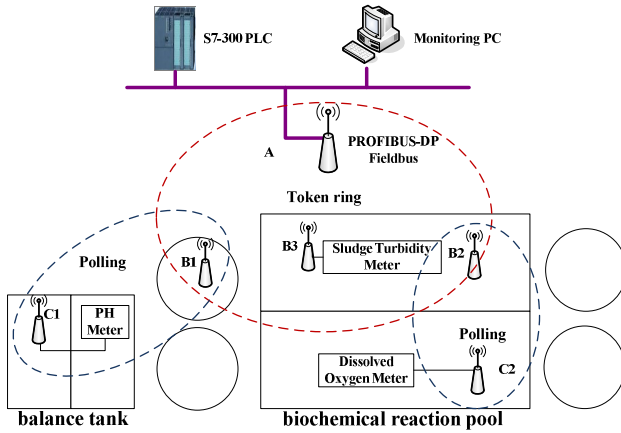 S7-300 PLC
Monitoring PC
A
PROFIBUS-DP
Fieldbus
Token ring
B3
Sludge Turbidity
Meter
B2
Polling
B1
C1
PH
Meter
Polling
Dissolved
Oxygen Meter
C2
balance tank
biochemical reaction pool